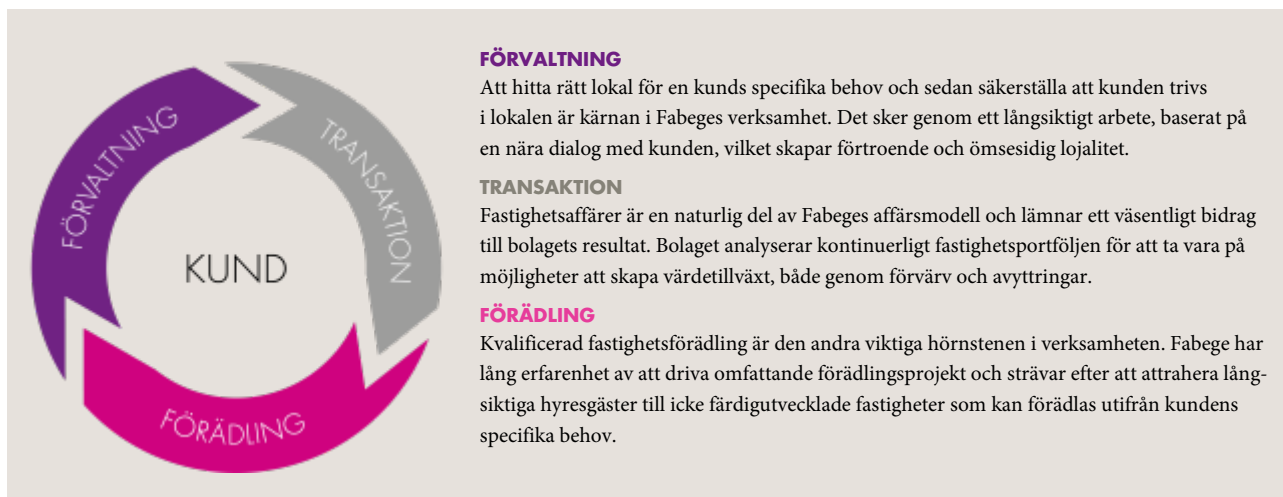 FÖRVALTNING
TRANSAKTION
KUND
FÖRÄDLING
FÖRVALTNING
Att hitta rätt lokal för en kunds specifika behov och sedan säkerställa att kunden trivs
i lokalen är kärnan i Fabeges verksamhet. Det sker genom ett långsiktigt arbete, baserat på
en nära dialog med kunden, vilket skapar förtroende och ömsesidig lojalitet.
TRANSAKTION
Fastighetsaffärer är en naturlig del av Fabeges affärsmodell och lämnar ett väsentligt bidrag
till bolagets resultat. Bolaget analyserar kontinuerligt fastighetsportföljen för att ta vara på
möjligheter att skapa värdetillväxt, både genom förvärv och avyttringar.
FÖRÄDLING
Kvalificerad fastighetsförädling är den andra viktiga hörnstenen i verksamheten. Fabege har
lång erfarenhet av att driva omfattande förädlingsprojekt och strävar efter att attrahera lång-
siktiga hyresgäster till icke färdigutvecklade fastigheter som kan förädlas utifrån kundens
specifika behov.